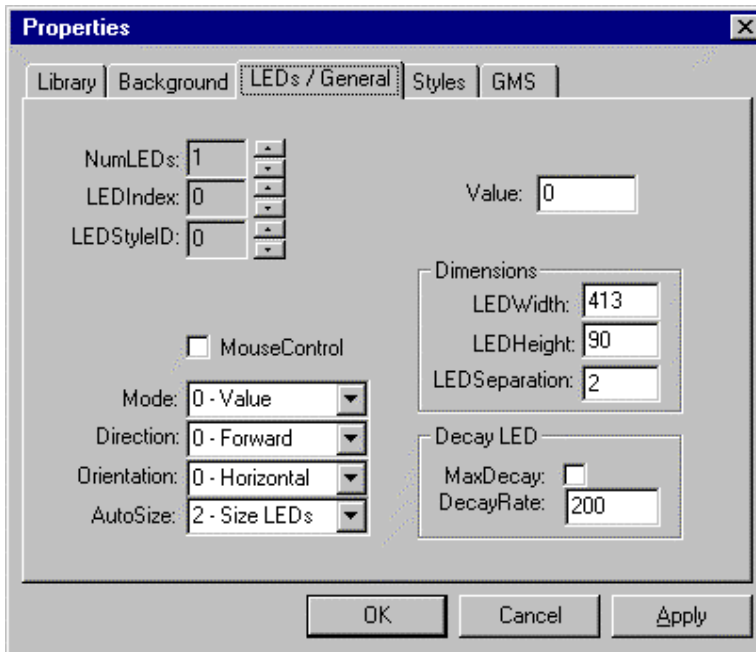 Properties
Library Background LEDs / General Styles GMS
NumLEDs: 1
LEDIndex: 0
LEDStyleID: 0
Value: 0
Dimensions
LEDWidth: 413
LEDHeight: 90
LEDSeparation: 2
MouseControl
Mode: 0 - Value
Direction: 0 - Forward
Orientation: 0 - Horizontal
AutoSize: 2 - Size LEDs
Decay LED
MaxDecay:
DecayRate: 200
OK Cancel Apply